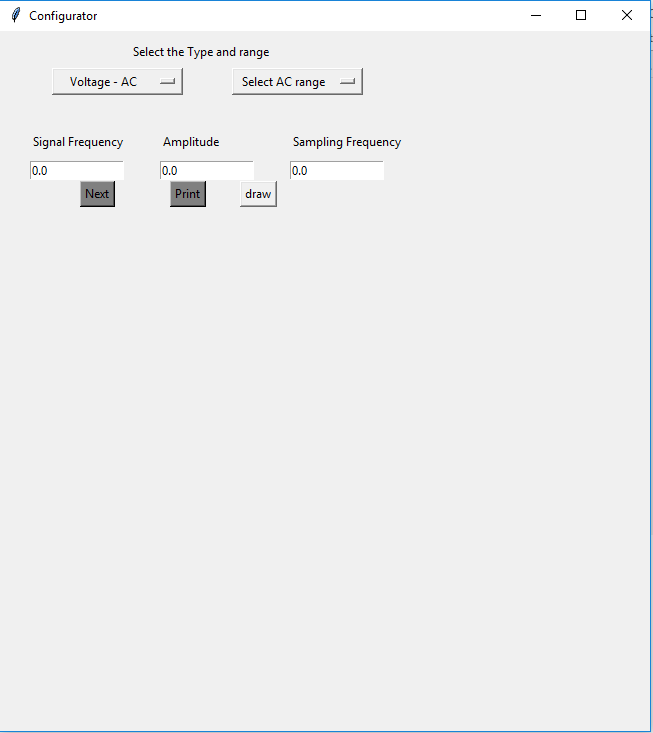 Configurator
Select the Type and range
Voltage - AC Select AC range
Signal Frequency Amplitude Sampling Frequency
0.0 0.0 0.0
Next Print draw